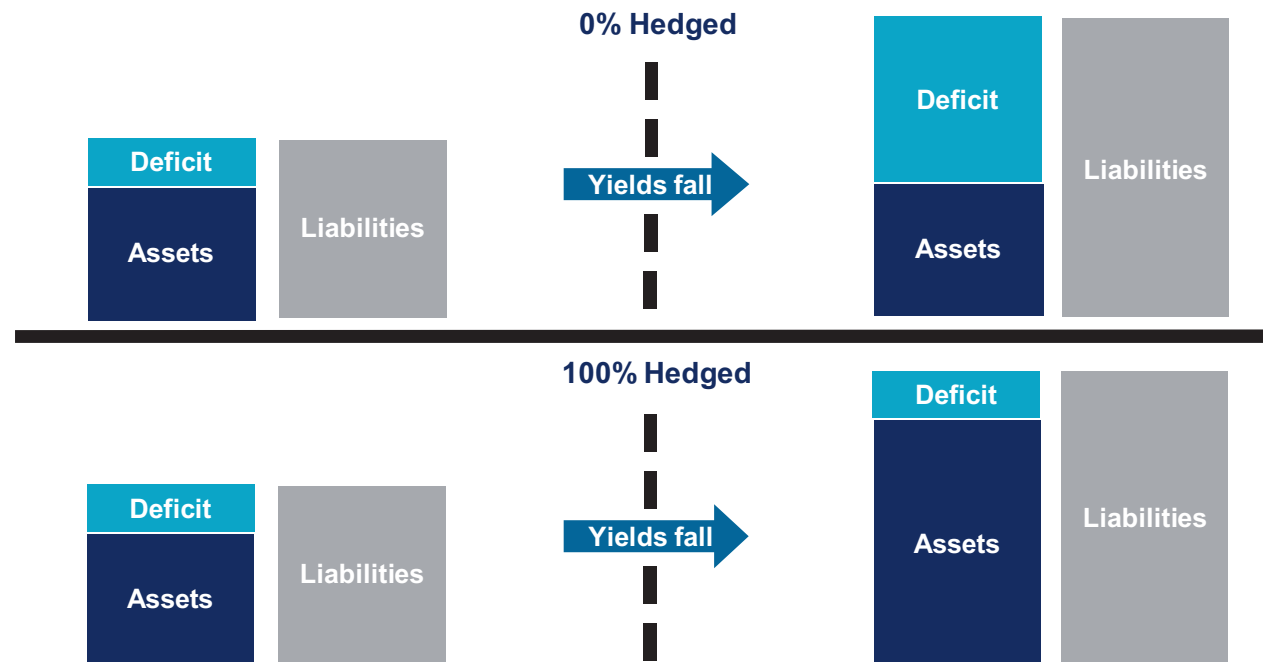 0% Hedged
Deficit
Assets
Liabilities
Yields fall
Deficit
Assets
Liabilities
100% Hedged
Deficit
Assets
Liabilities
Yields fall
Deficit
Assets
Liabilities